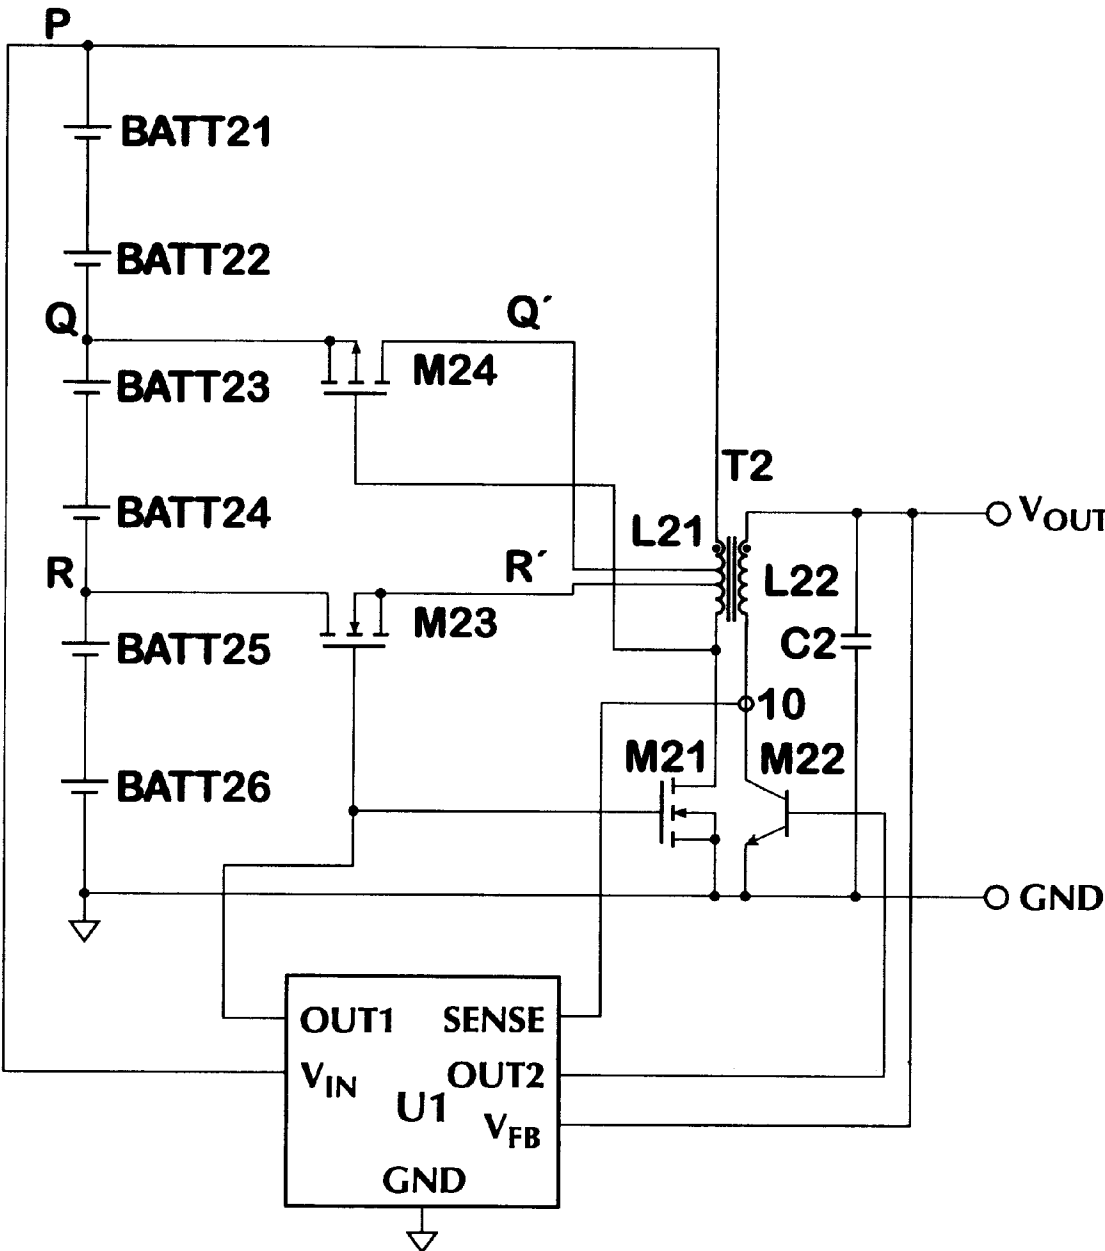 P
BATT21
BATT22
Q
Q´
M24
BATT23
T2
BATT24
L21
VOUT
R
R´
L22
M23
BATT25
C2
10
M21
M22
BATT26
GND
OUT1
SENSE
VIN
OUT2
U1
VFB
GND